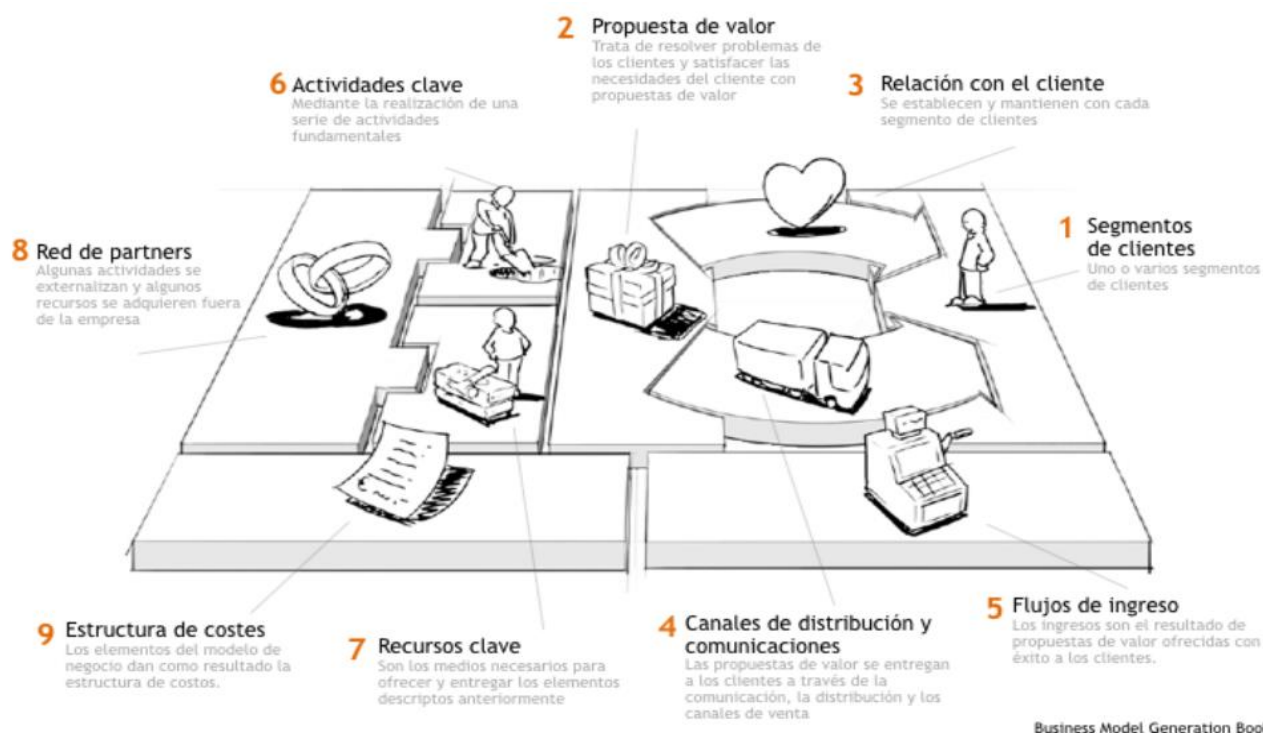 2 Propuesta de valor
Trata de resolver problemas de
los clientes y satisfacer las
necesidades del cliente con
propuestas de valor
6 Actividades clave
Mediante la realización de una
serie de actividades
fundamentales
3 Relación con el cliente
Se establecen y mantienen con cada
segmento de clientes
8 Red de partners
Algunas actividades se
externalizan y algunos
recursos se adquieren fuera
de la empresa
1 Segmentos
de clientes
Uno o varios segmentos
de clientes
9 Estructura de costes
Los elementos del modelo de
negocio dan como resultado la
estructura de costos.
7 Recursos clave
Son los medios necesarios para
ofrecer y entregar los elementos
descriptos anteriormente
4 Canales de distribución y
comunicaciones
Las propuestas de valor se entregan
a los clientes a través de la
comunicación, la distribución y los
canales de venta
5 Flujos de ingreso
Los ingresos son el resultado de
propuestas de valor ofrecidas con
éxito a los clientes.
Business Model Generation Boo